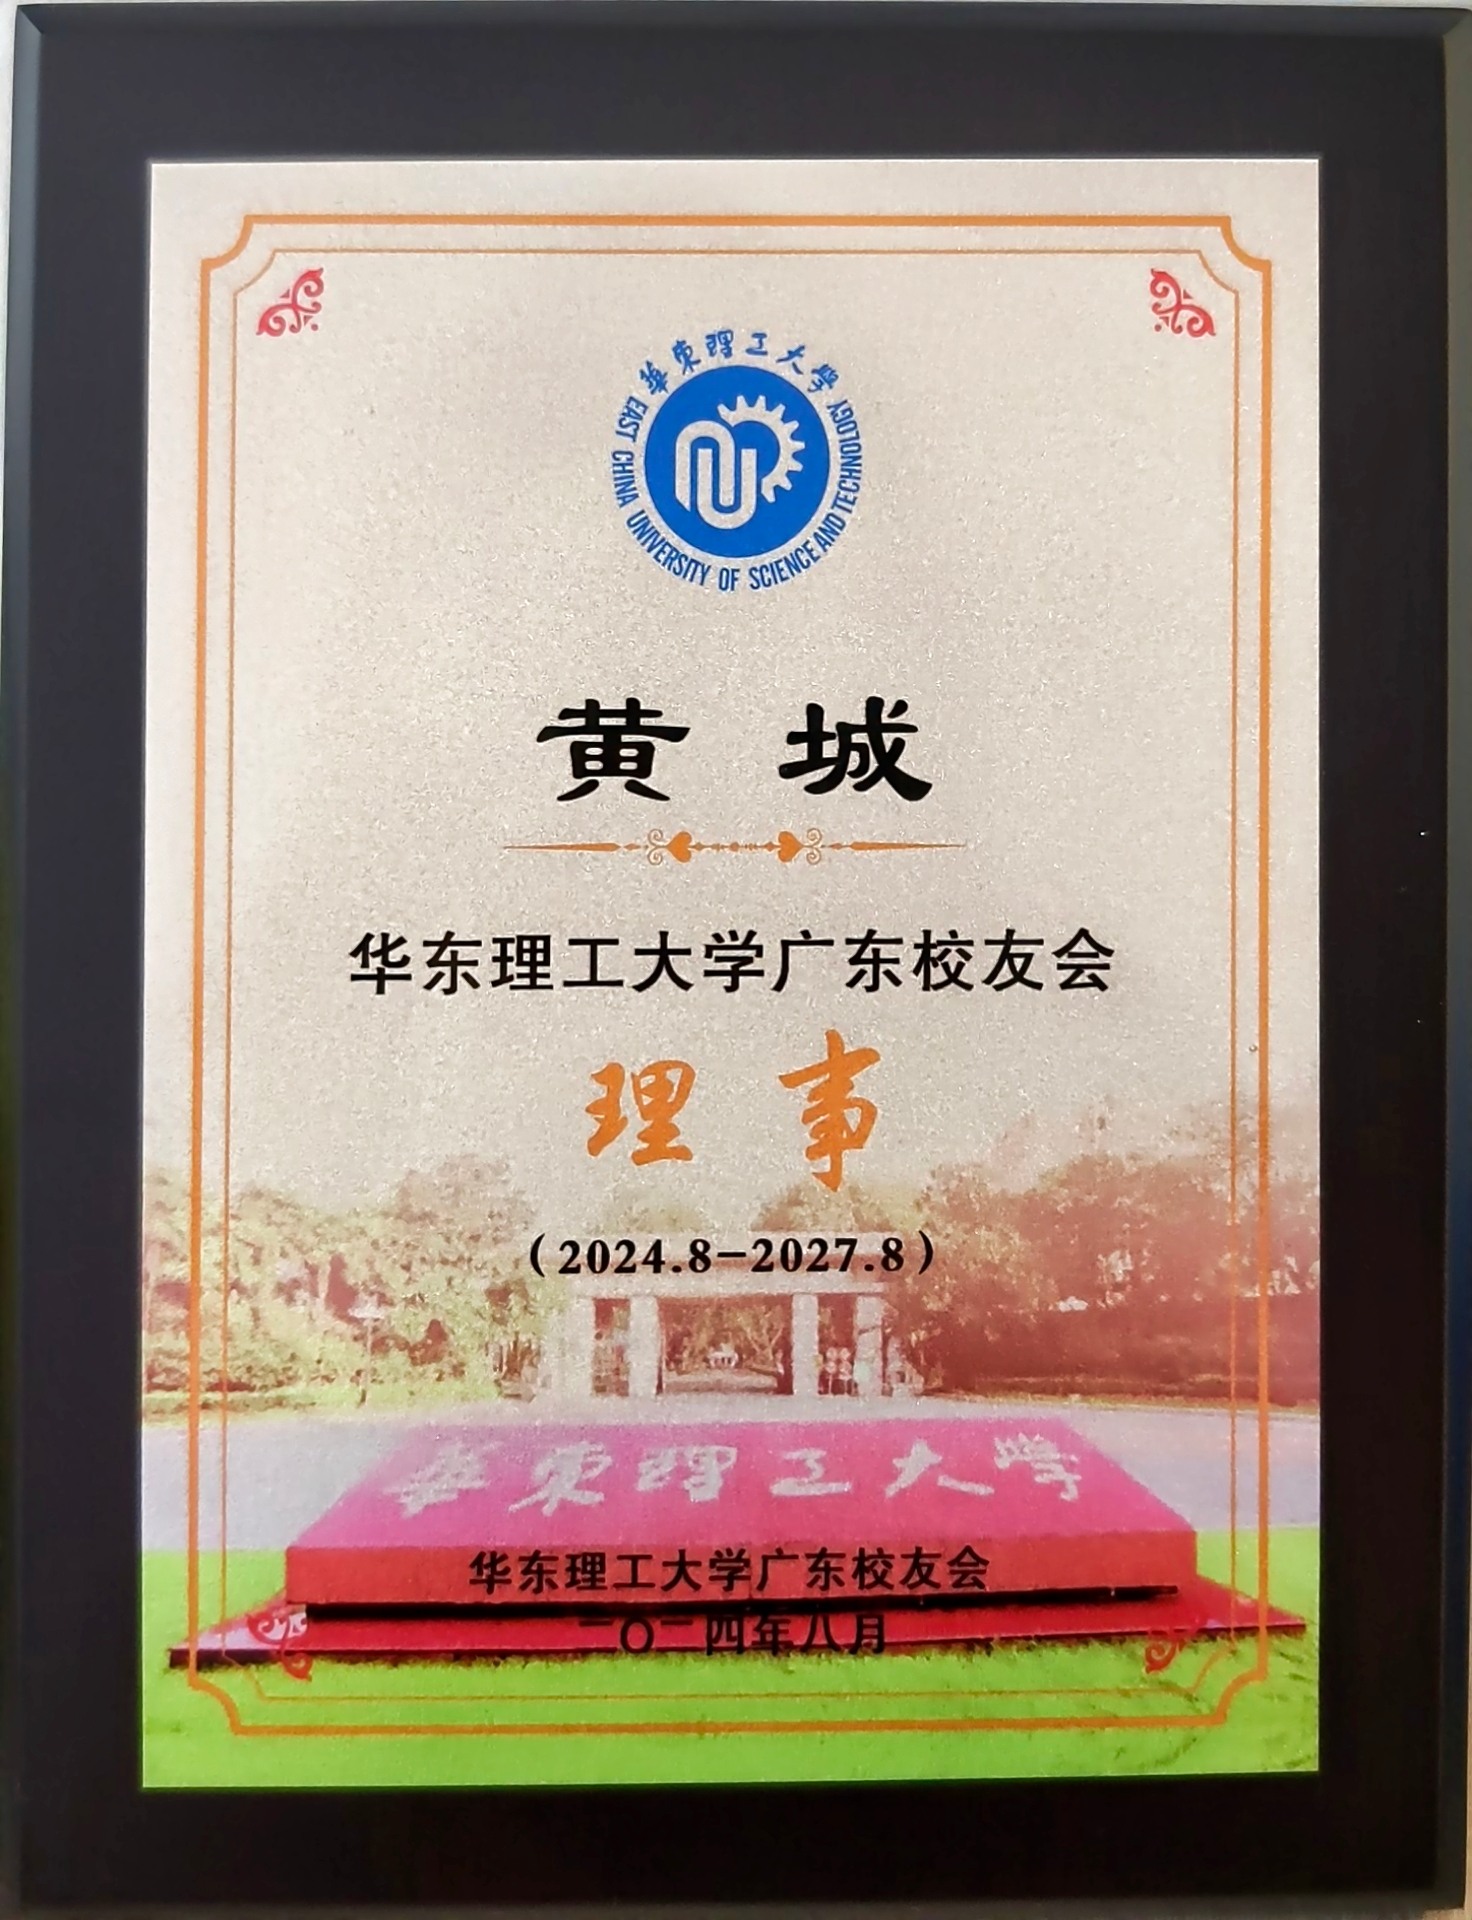 華東理工大學
EAST CHINA UNIVERSITY OF SCIENCE AND TECHNOLOGY
黄 城
华东理工大学广东校友会
理 事
（2024.8-2027.8）
華東理工大學
华东理工大学广东校友会
二〇二四年八月